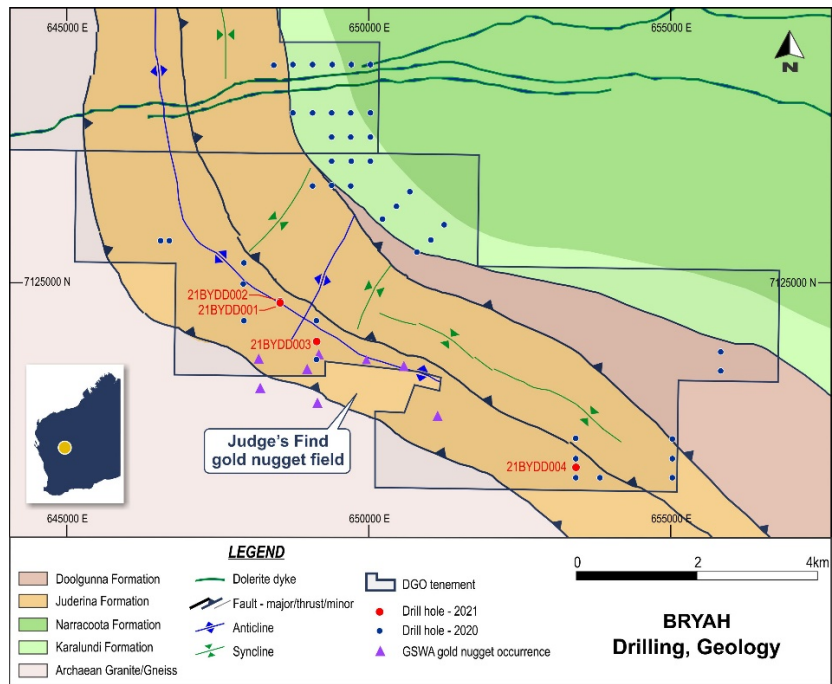 645000 E
650000 E
655000 E
N
7125000 N
7125000 N
21BYDD002
21BYDD001
21BYDD003
Judge's Find
gold nugget field
21BYDD004
645000 E
650000 E
655000 E
LEGEND
Doolgunna Formation
Juderina Formation
Narracoota Formation
Karalundi Formation
Archaean Granite/Gneiss
Dolerite dyke
Fault - major/thrust/minor
Anticline
Syncline
DGO tenement
Drill hole - 2021
Drill hole - 2020
GSWA gold nugget occurrence
0 2 4km
BRYAH
Drilling, Geology